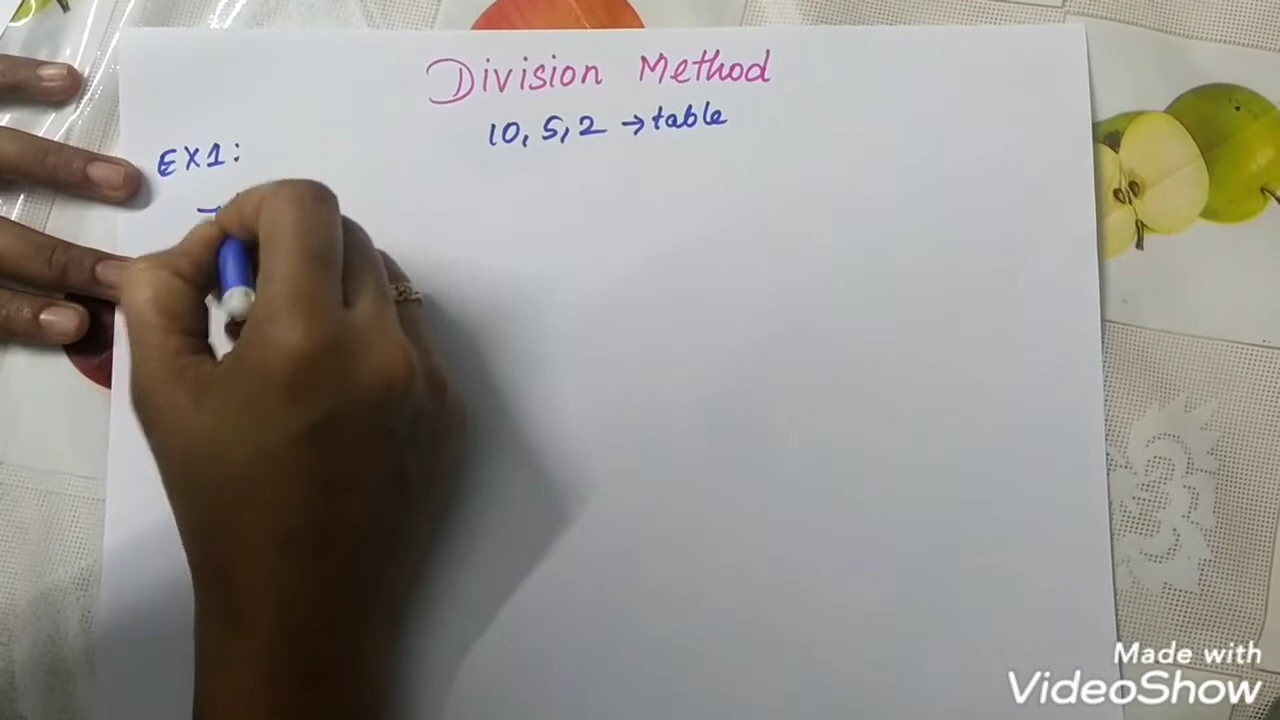 Division Method
10, 5, 2 → table
EX1:
Made with
VideoShow